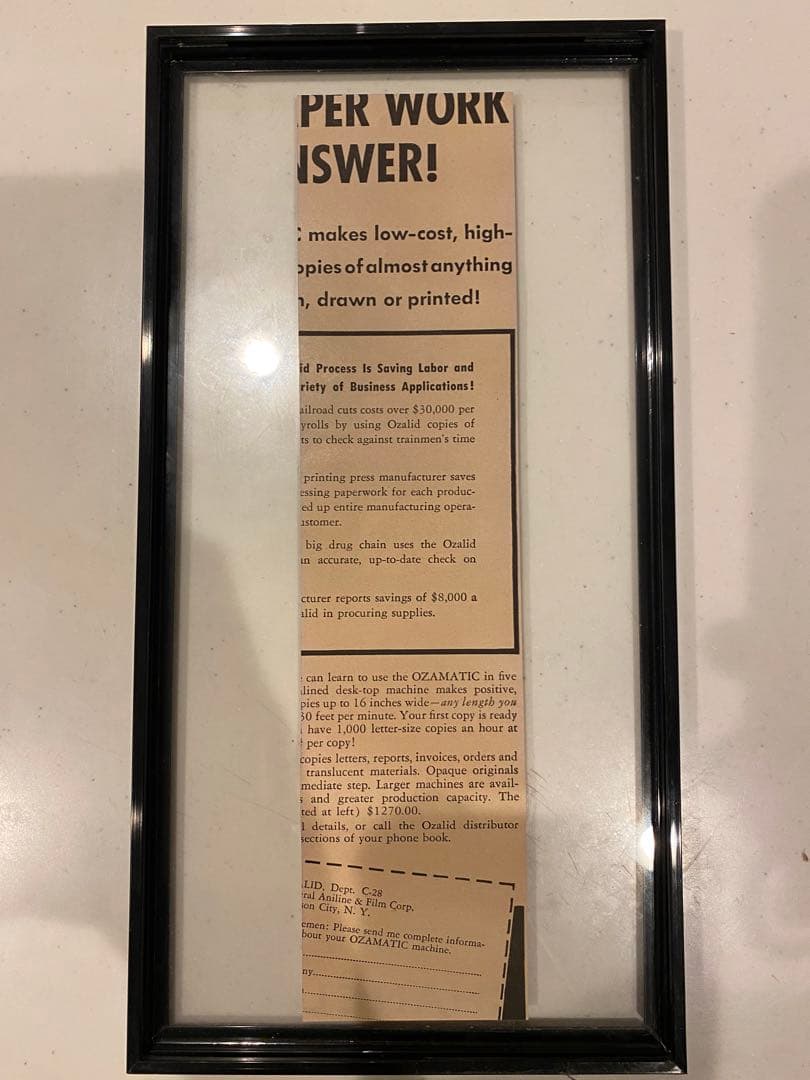 PER WORK
NSWER!
makes low-cost, high-
opies of almost anything
n, drawn or printed!
id Process Is Saving Labor and
riety of Business Applications!
ailroad cuts costs over $30,000 per
yrolls by using Ozalid copies of
ts to check against trainmen's time
printing press manufacturer saves
essing paperwork for each produc-
ed up entire manufacturing opera-
ustomer.
big drug chain uses the Ozalid
an accurate, up-to-date check on
cturer reports savings of $8,000 a
alid in procuring supplies.
can learn to use the OZAMATIC in five
lined desk-top machine makes positive,
pies up to 16 inches wide—any length you
30 feet per minute. Your first copy is ready
have 1,000 letter-size copies an hour at
per copy!
copies letters, reports, invoices, orders and
translucent materials. Opaque originals
mediate step. Larger machines are avail-
s and greater production capacity. The
ted at left) $1270.00.
l details, or call the Ozalid distributor
sections of your phone book.
LID, Dept. C-28
ral Aniline & Film Corp.
son City, N. Y.
emen: Please send me complete informa-
bout your OZAMATIC machine.
ny